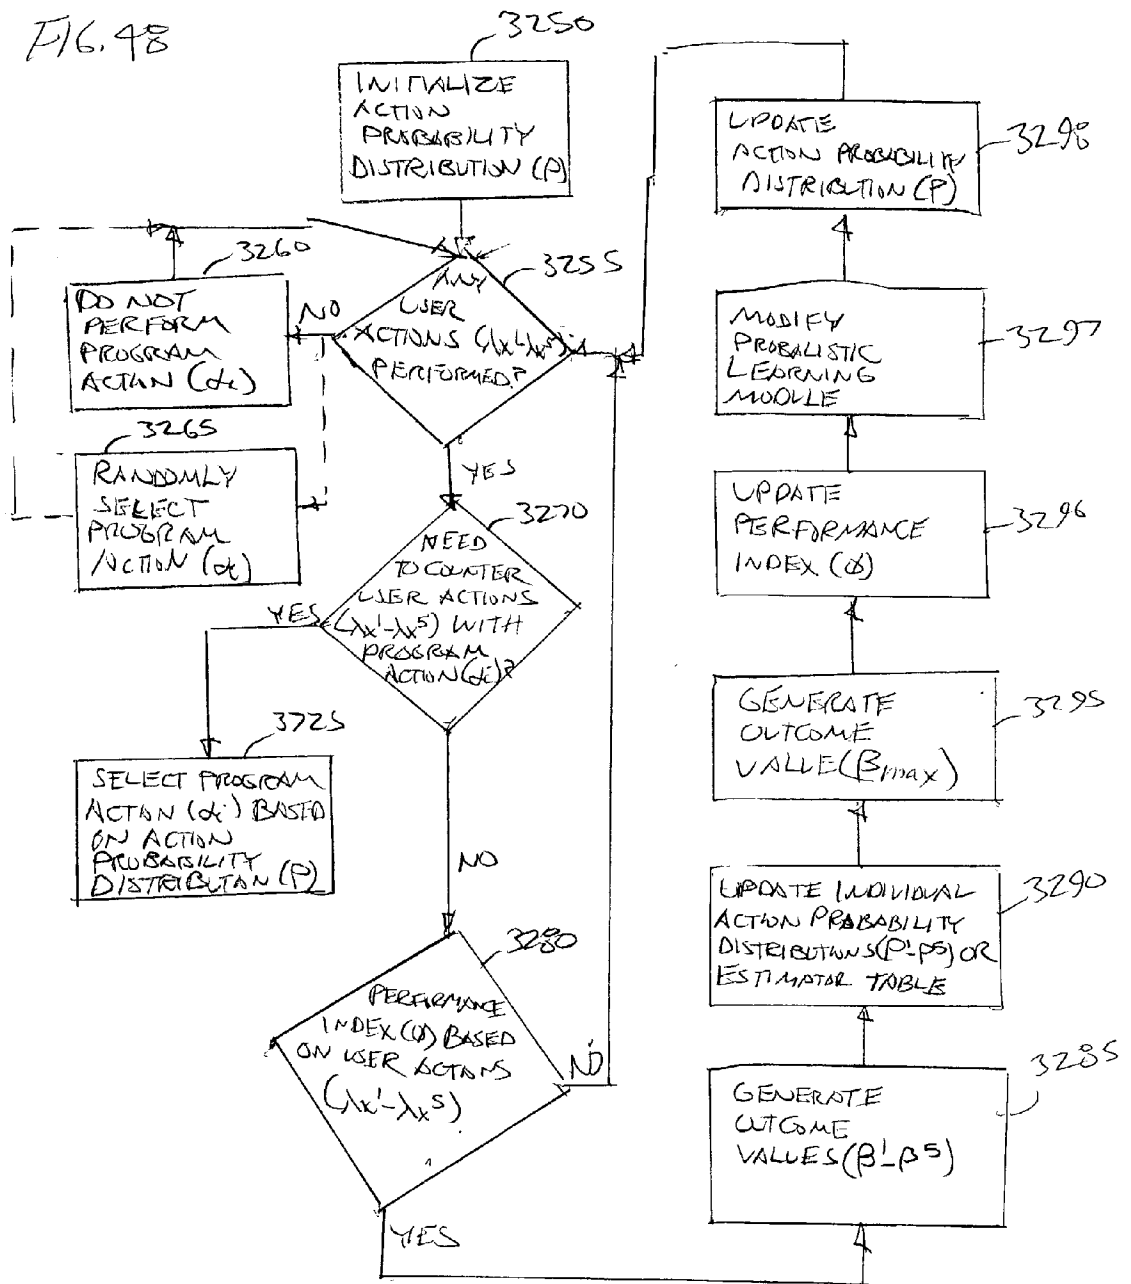 FIG. 48
3250
INITIALIZE
ACTION
PROBABILITY
DISTRIBUTION (P)
3255
ANY
USER
ACTIONS (λx¹-λx⁵)
PERFORMED?
NO
3260
DO NOT
PERFORM
PROGRAM
ACTION (αi)
3265
RANDOMLY
SELECT
PROGRAM
ACTION (αi)
YES
3270
NEED
TO COUNTER
USER ACTIONS
(λx¹-λx⁵) WITH
PROGRAM
ACTION (αi)?
YES
3725
SELECT PROGRAM
ACTION (αi) BASED
ON ACTION
PROBABILITY
DISTRIBUTION (P)
NO
3280
PERFORMANCE
INDEX (φ) BASED
ON USER ACTIONS
(λx¹-λx⁵)
NO
YES
3285
GENERATE
OUTCOME
VALUES (β¹-β⁵)
3290
UPDATE INDIVIDUAL
ACTION PROBABILITY
DISTRIBUTIONS (P¹-P⁵) OR
ESTIMATOR TABLE
3295
GENERATE
OUTCOME
VALUE (βmax)
3296
UPDATE
PERFORMANCE
INDEX (φ)
3297
MODIFY
PROBALISTIC
LEARNING
MODULE
3298
UPDATE
ACTION PROBABILITY
DISTRIBUTION (P)